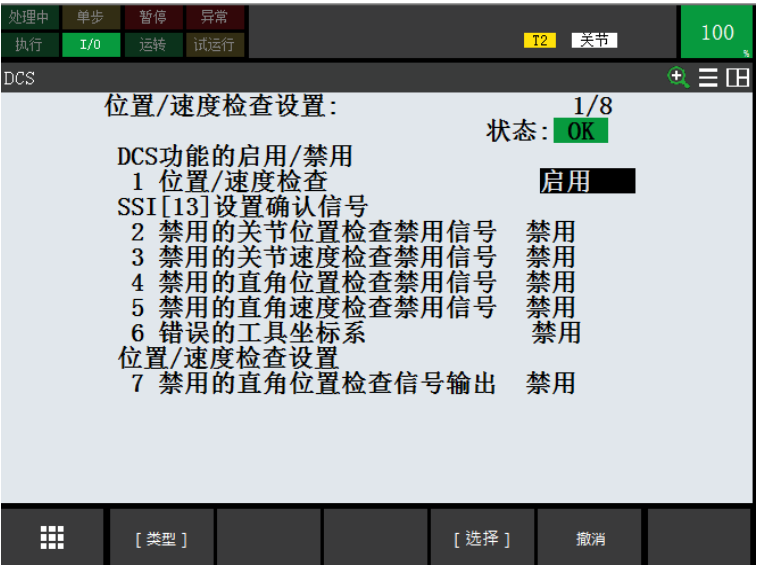 处理中 单步 暂停 异常
执行 I/O 运转 试运行 T2 关节 100 %
DCS
位置/速度检查设置: 1/8
状态: OK
DCS功能的启用/禁用
1 位置/速度检查 启用
SSI[13]设置确认信号
2 禁用的关节位置检查禁用信号 禁用
3 禁用的关节速度检查禁用信号 禁用
4 禁用的直角位置检查禁用信号 禁用
5 禁用的直角速度检查禁用信号 禁用
6 错误的工具坐标系 禁用
位置/速度检查设置
7 禁用的直角位置检查信号输出 禁用
[ 类型 ] [ 选择 ] 撤消